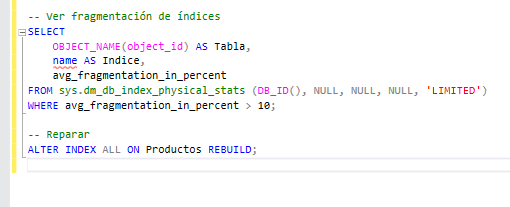 -- Ver fragmentación de índices
SELECT
OBJECT_NAME(object_id) AS Tabla,
name AS Indice,
avg_fragmentation_in_percent
FROM sys.dm_db_index_physical_stats (DB_ID(), NULL, NULL, NULL, 'LIMITED')
WHERE avg_fragmentation_in_percent > 10;
-- Reparar
ALTER INDEX ALL ON Productos REBUILD;